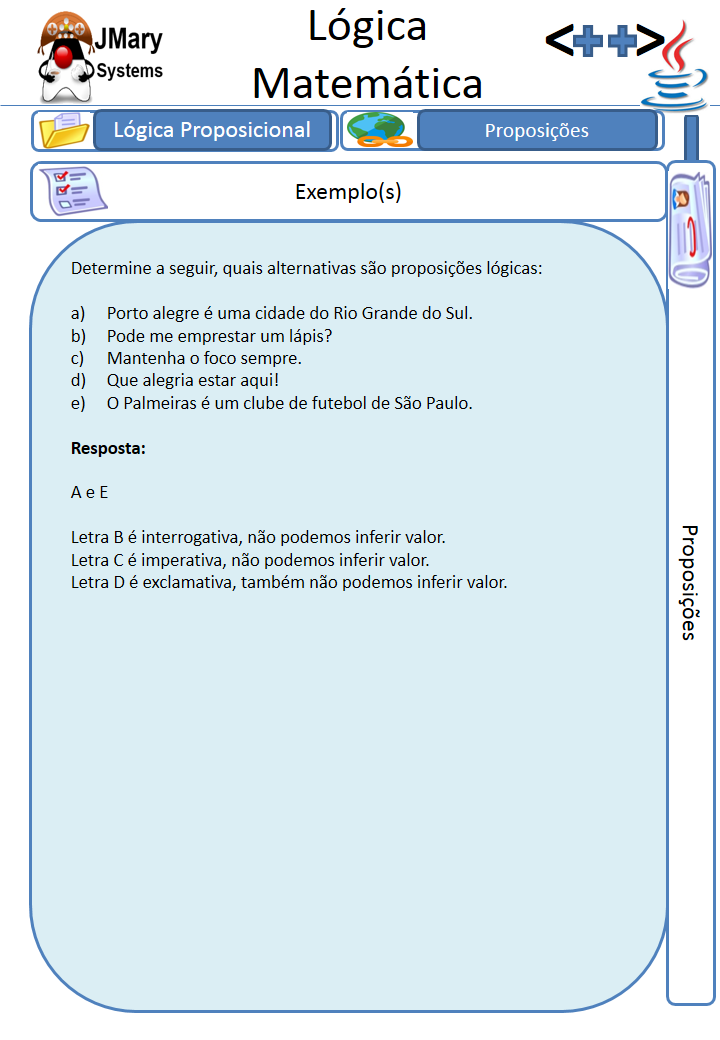 JMary
Systems
Lógica
Matemática
<++>
Lógica Proposicional
Proposições
Exemplo(s)
Determine a seguir, quais alternativas são proposições lógicas:
a) Porto alegre é uma cidade do Rio Grande do Sul.
b) Pode me emprestar um lápis?
c) Mantenha o foco sempre.
d) Que alegria estar aqui!
e) O Palmeiras é um clube de futebol de São Paulo.
Resposta:
A e E
Letra B é interrogativa, não podemos inferir valor.
Letra C é imperativa, não podemos inferir valor.
Letra D é exclamativa, também não podemos inferir valor.
Proposições